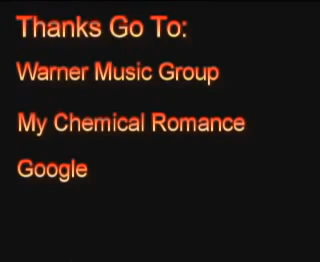 Thanks Go To:
Warner Music Group
My Chemical Romance
Google